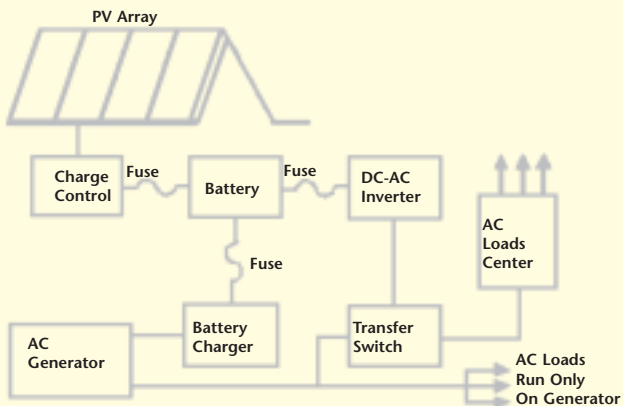 PV Array
Charge
Control
Fuse
Battery
Fuse
DC-AC
Inverter
AC
Loads
Center
Fuse
AC
Generator
Battery
Charger
Transfer
Switch
AC Loads
Run Only
On Generator